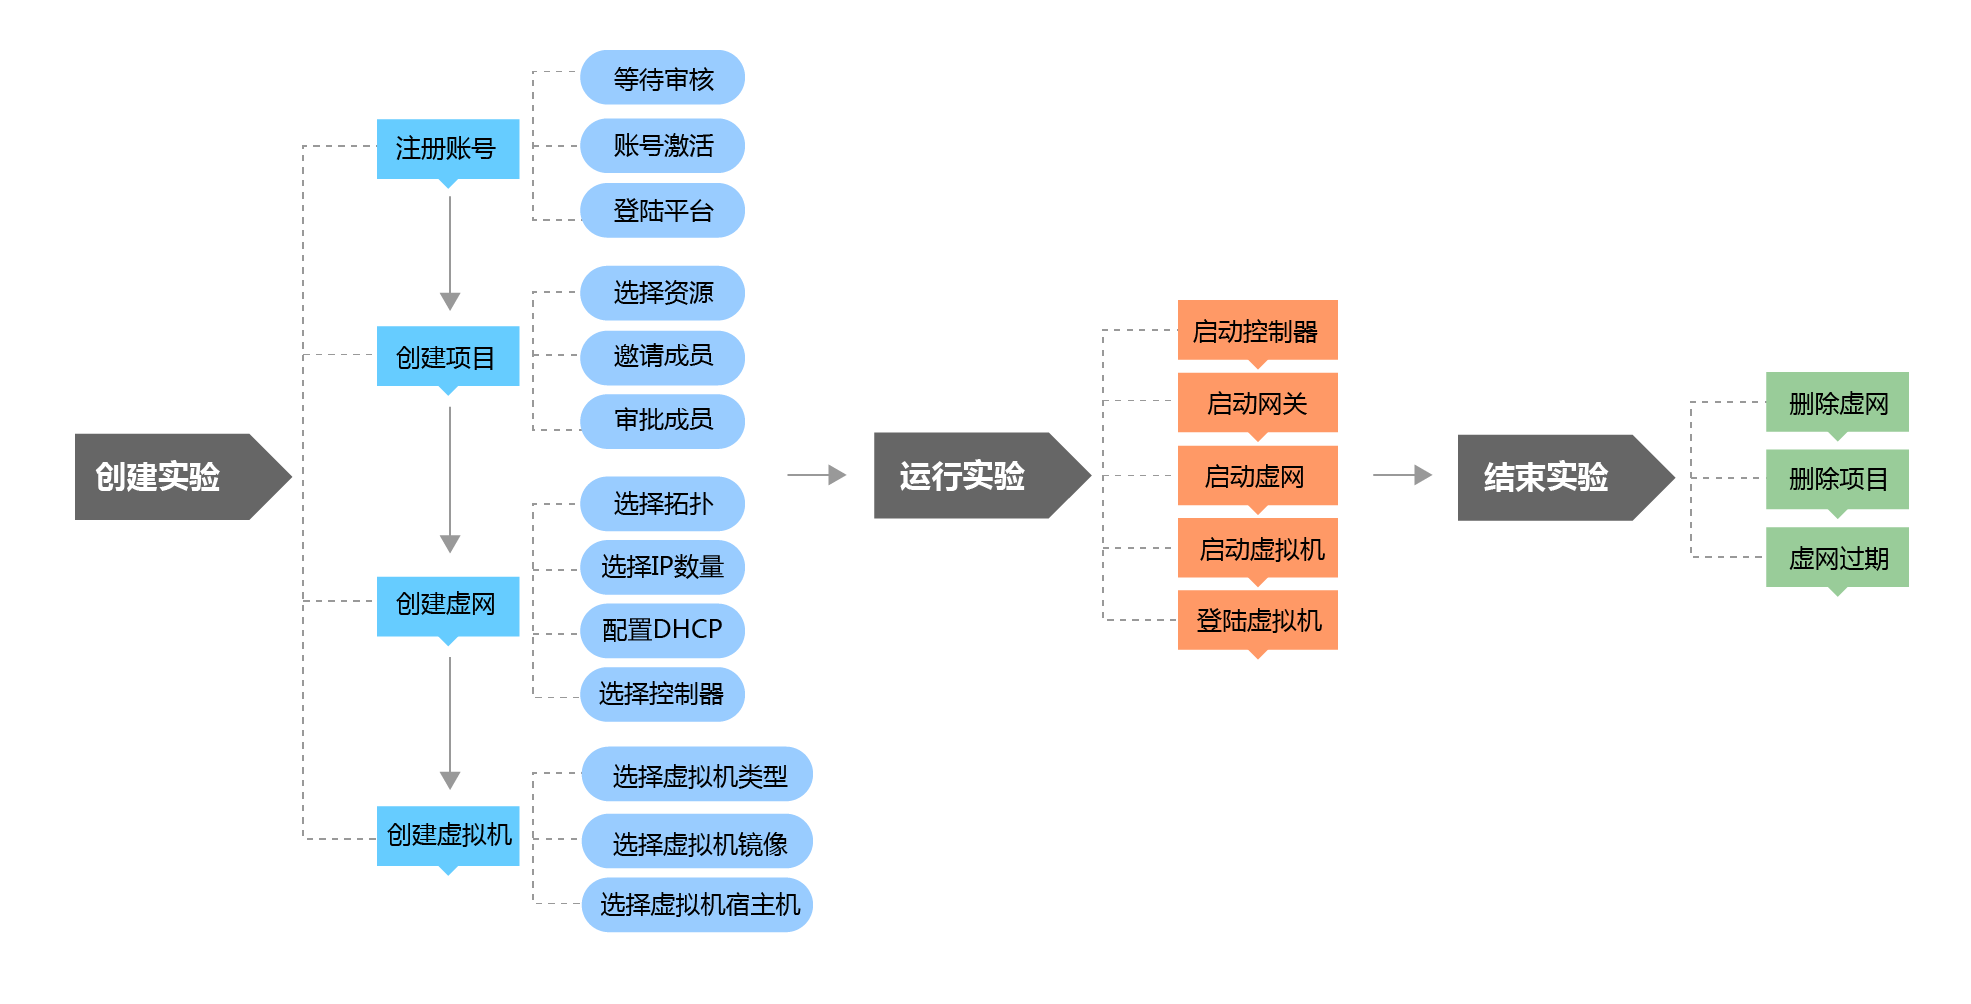 创建实验
注册账号
等待审核
账号激活
登陆平台
创建项目
选择资源
邀请成员
审批成员
创建虚网
选择拓扑
选择IP数量
配置DHCP
选择控制器
创建虚拟机
选择虚拟机类型
选择虚拟机镜像
选择虚拟机宿主机
运行实验
启动控制器
启动网关
启动虚网
启动虚拟机
登陆虚拟机
结束实验
删除虚网
删除项目
虚网过期